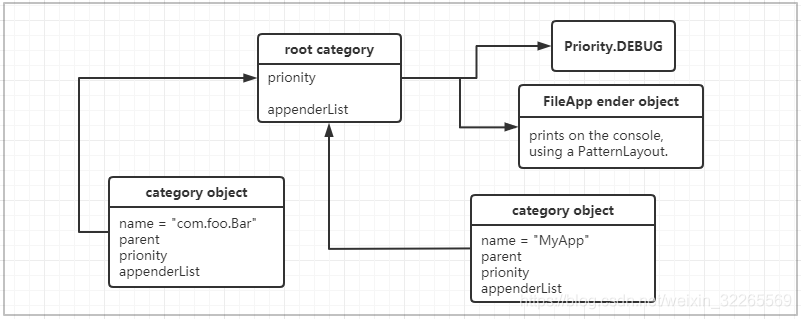 root category
prionity
appenderList
Priority.DEBUG
FileApp ender object
prints on the console,
using a PatternLayout.
category object
name = "com.foo.Bar"
parent
prionity
appenderList
category object
name = "MyApp"
parent
prionity
appenderList
https://blog.csdn.net/weixin_32265569